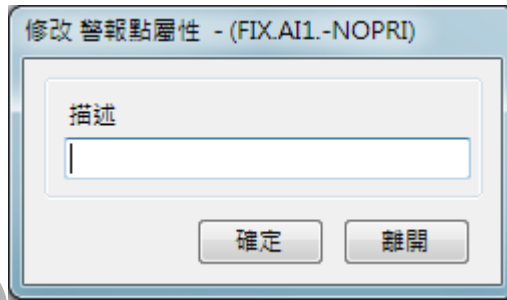 修改 警報點屬性 - (FIX.AI1.-NOPRI)
描述
確定 離開